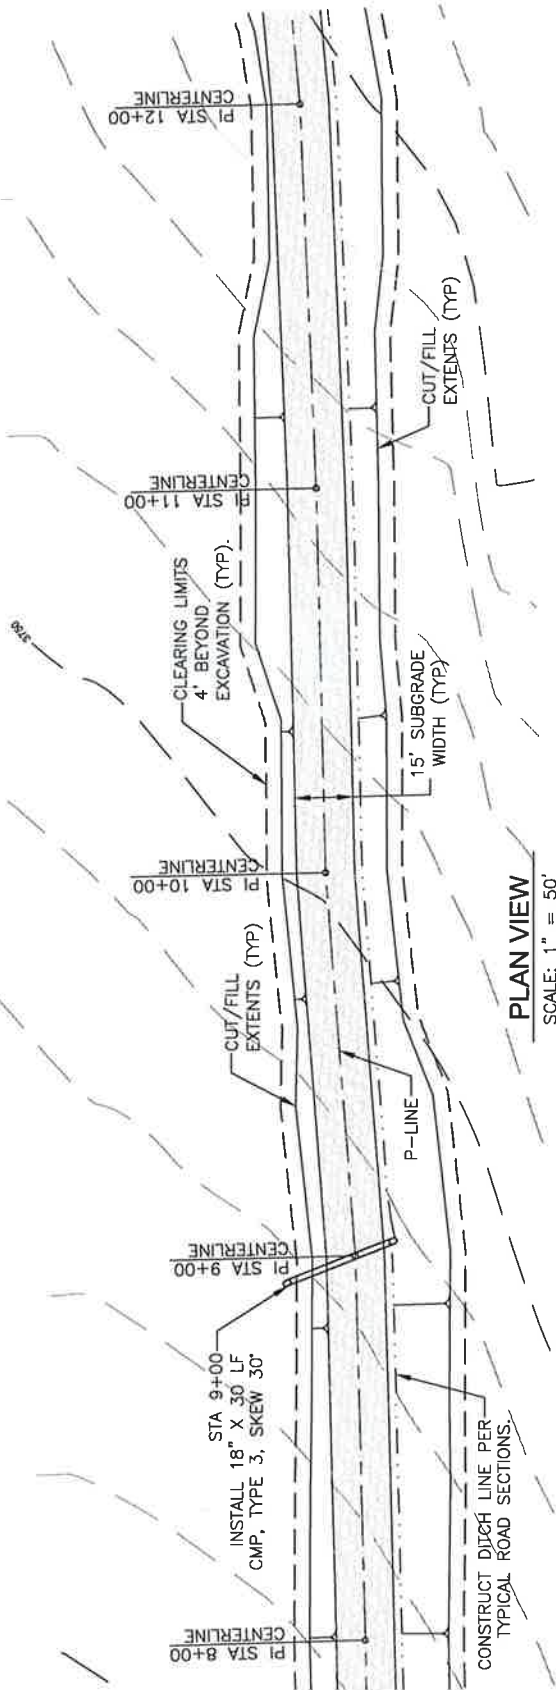 STA 9+00
INSTALL 18" X 30 LF
CMP, TYPE 3, SKEW 30°
CUT/FILL
EXTENTS (TYP)
CLEARING LIMITS
4' BEYOND
EXCAVATION (TYP).
3750
PI STA 8+00
CENTERLINE
PI STA 9+00
CENTERLINE
PI STA 10+00
CENTERLINE
PI STA 11+00
CENTERLINE
PI STA 12+00
CENTERLINE
CONSTRUCT DITCH LINE PER
TYPICAL ROAD SECTIONS.
P-LINE
15' SUBGRADE
WIDTH (TYP)
CUT/FILL
EXTENTS (TYP)
PLAN VIEW
SCALE: 1" = 50'